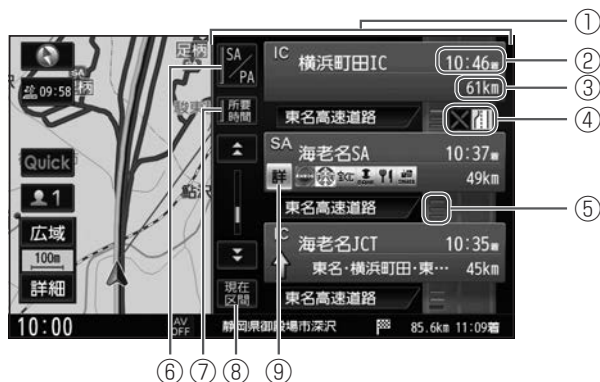 ①
②
③
④
⑤
⑥
⑦
⑧
⑨
足柄
09:58
Quick
1
広域
100m
詳細
10:00
SA
PA
所要
時間
現在
区間
AV
OFF
IC 横浜町田IC 10:46
61km
東名高速道路
SA 海老名SA 10:37
詳 49km
東名高速道路
IC 海老名JCT 10:35
東名・横浜町田・東… 45km
東名高速道路
静岡県御殿場市深沢 85.6km 11:09着